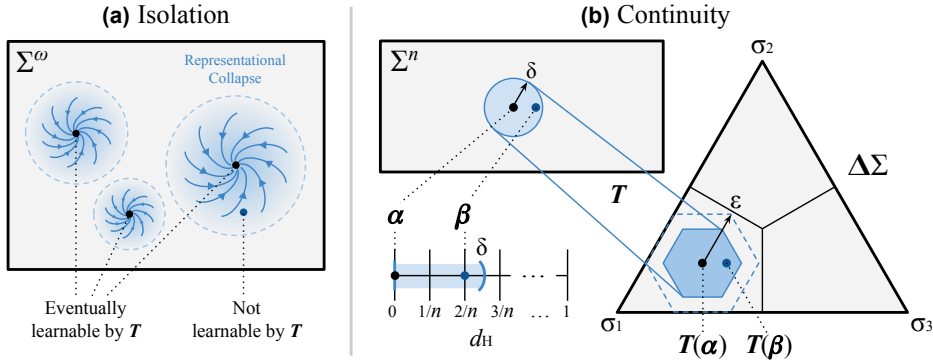 (a) Isolation
Σ^ω
Representational
Collapse
Eventually
learnable by T
Not
learnable by T
(b) Continuity
Σ^n
δ
T
α
β
δ
0 1/n 2/n 3/n ... 1
...
d_H
σ₂
ΔΣ
ε
σ₁
σ₃
T(α)
T(β)